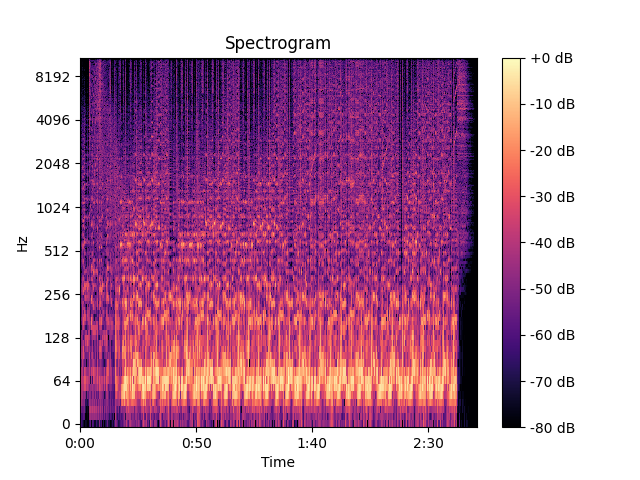 Spectrogram
8192
4096
2048
1024
512
256
128
64
0
Hz
0:00
0:50
1:40
2:30
Time
+0 dB
-10 dB
-20 dB
-30 dB
-40 dB
-50 dB
-60 dB
-70 dB
-80 dB